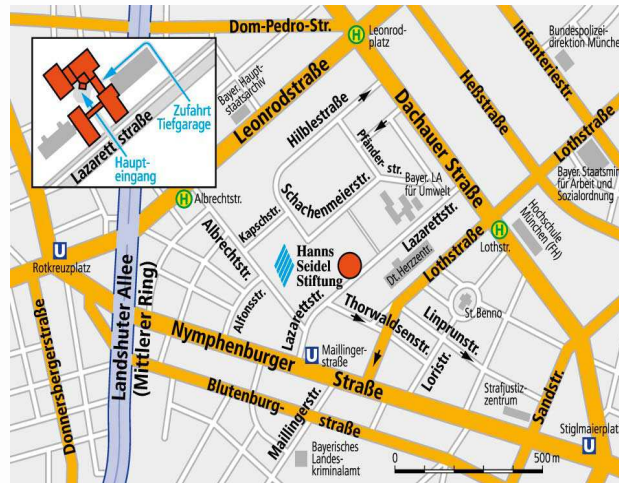 Dom-Pedro-Str.
Leonrod-
platz
H
Bundespolizei-
direktion München
Infanteriestr.
Heßstraße
Dachauer Straße
Lothstraße
Bayer. Staatsmin.
für Arbeit und
Sozialordnung
Zufahrt
Tiefgarage
Lazarett straße
Haupt-
eingang
Bayer. Haupt-
staatsarchiv
Leonrodstraße
Hilblestraße
Pfänder-
str.
Schachenmeierstr.
Bayer. LA
für Umwelt
H
Albrechtstr.
Kapschstr.
Albrechtstr.
Lazarettstr.
H
Lothstr.
Hochschule
München (FH)
U
Rotkreuzplatz
Landshuter Allee
(Mittlerer Ring)
Hanns
Seidel
Stiftung
Dt. Herzzentr.
Lothstraße
Alfonsstr.
Lazarettstr.
Thorwaldsenstr.
Linprunstr.
St. Benno
Donnersbergerstraße
Nymphenburger
Straße
U
Maillinger-
straße
Loristr.
Sandstr.
Strafjustiz-
zentrum
Blutenburg-
straße
Maillingerstr.
Stiglmaierplatz
U
Bayerisches
Landes-
kriminalamt
0
500 m